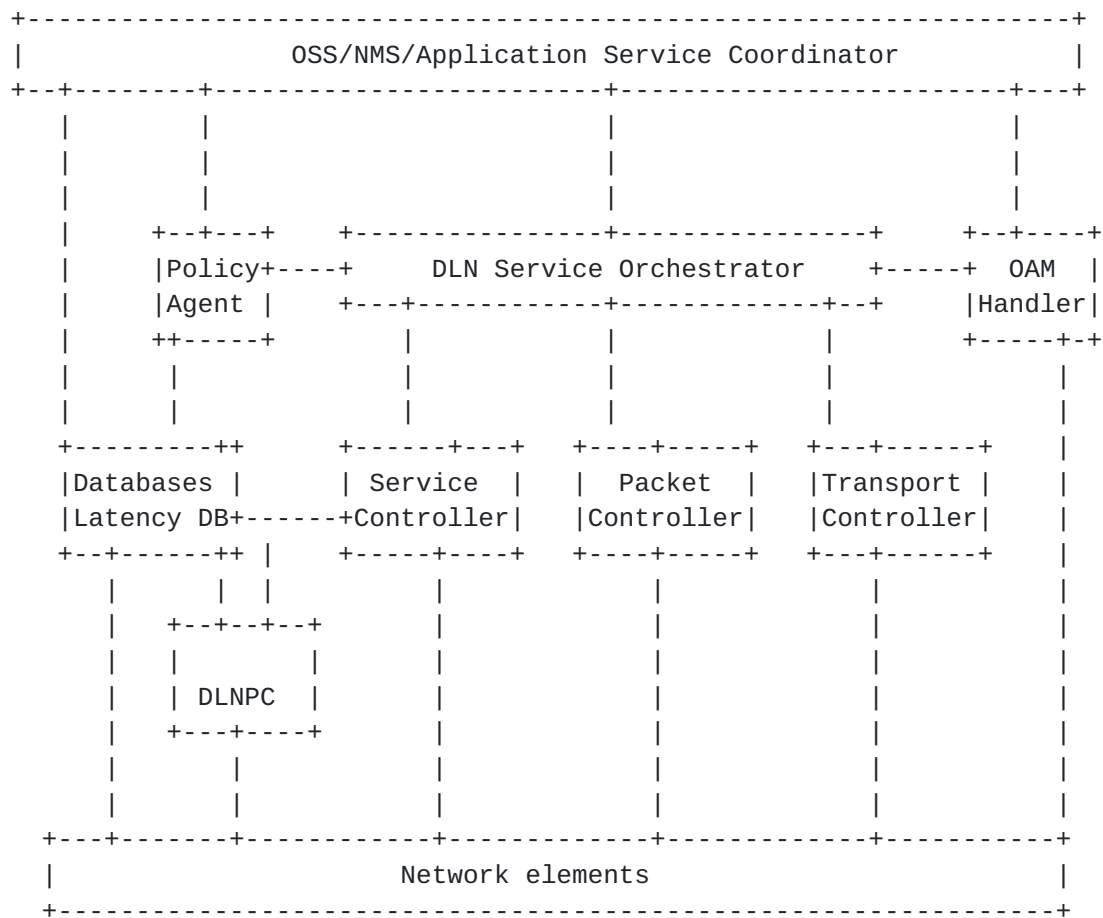 OSS/NMS/Application Service Coordinator
Policy
Agent
DLN Service Orchestrator
OAM
Handler
Databases
Latency DB
Service
Controller
Packet
Controller
Transport
Controller
DLNPC
Network elements